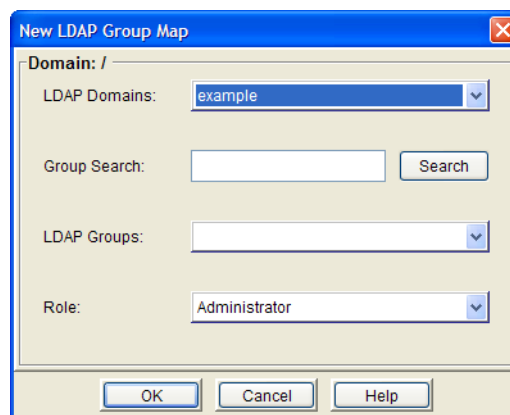 New LDAP Group Map
Domain: /
LDAP Domains: example
Group Search: Search
LDAP Groups:
Role: Administrator
OK Cancel Help